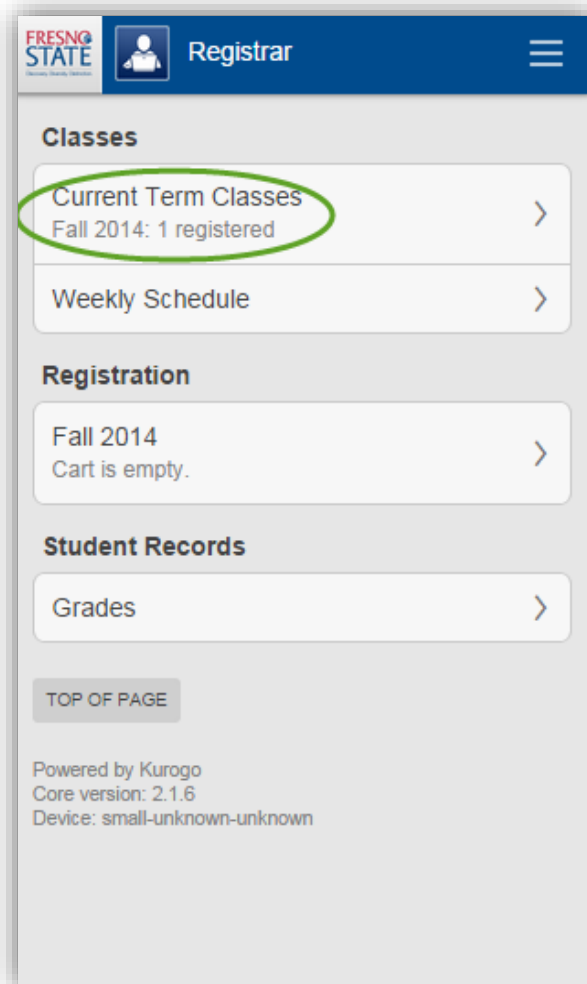 FRESNO
STATE
Registrar
Classes
Current Term Classes
Fall 2014: 1 registered
Weekly Schedule
Registration
Fall 2014
Cart is empty.
Student Records
Grades
TOP OF PAGE
Powered by Kurogo
Core version: 2.1.6
Device: small-unknown-unknown